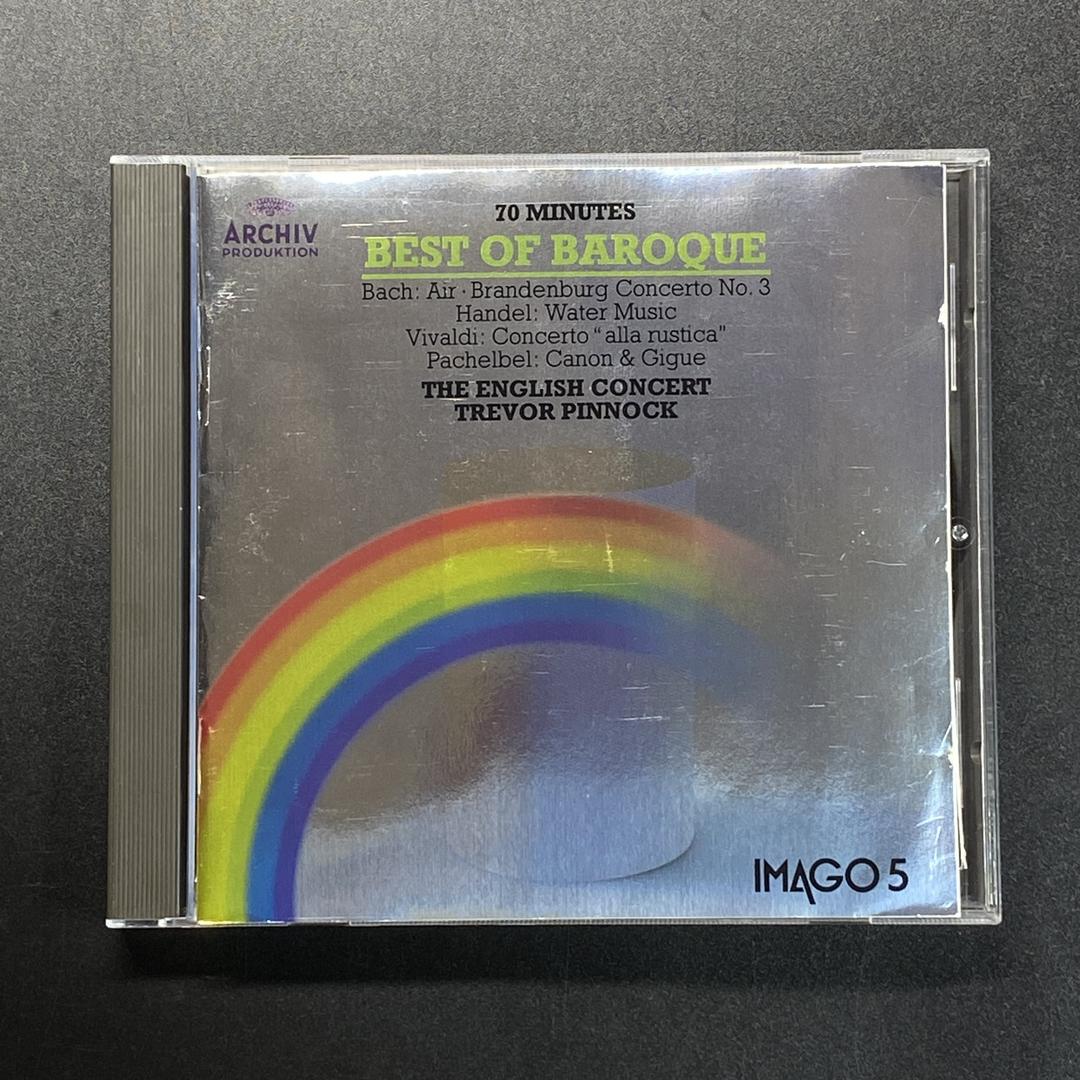 ARCHIV
PRODUKTION
70 MINUTES
BEST OF BAROQUE
Bach: Air · Brandenburg Concerto No. 3
Handel: Water Music
Vivaldi: Concerto “alla rustica”
Pachelbel: Canon & Gigue
THE ENGLISH CONCERT
TREVOR PINNOCK
IMAGO 5